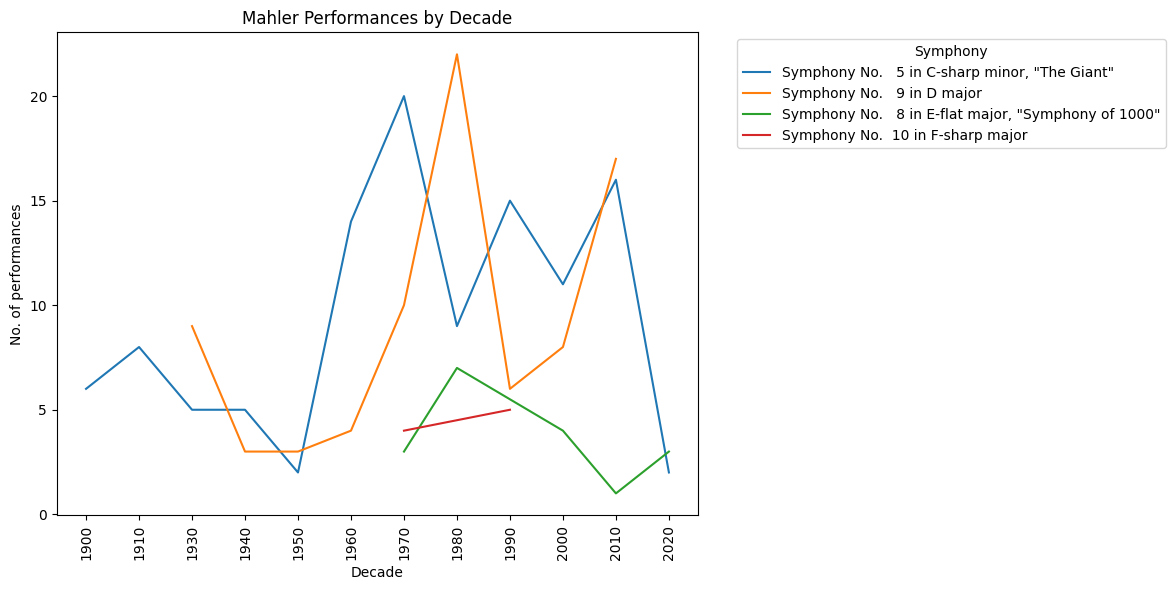 Mahler Performances by Decade
No. of performances
20
15
10
5
0
1900
1910
1930
1940
1950
1960
1970
1980
1990
2000
2010
2020
Decade
Symphony
Symphony No.   5 in C-sharp minor, "The Giant"
Symphony No.   9 in D major
Symphony No.   8 in E-flat major, "Symphony of 1000"
Symphony No.  10 in F-sharp major